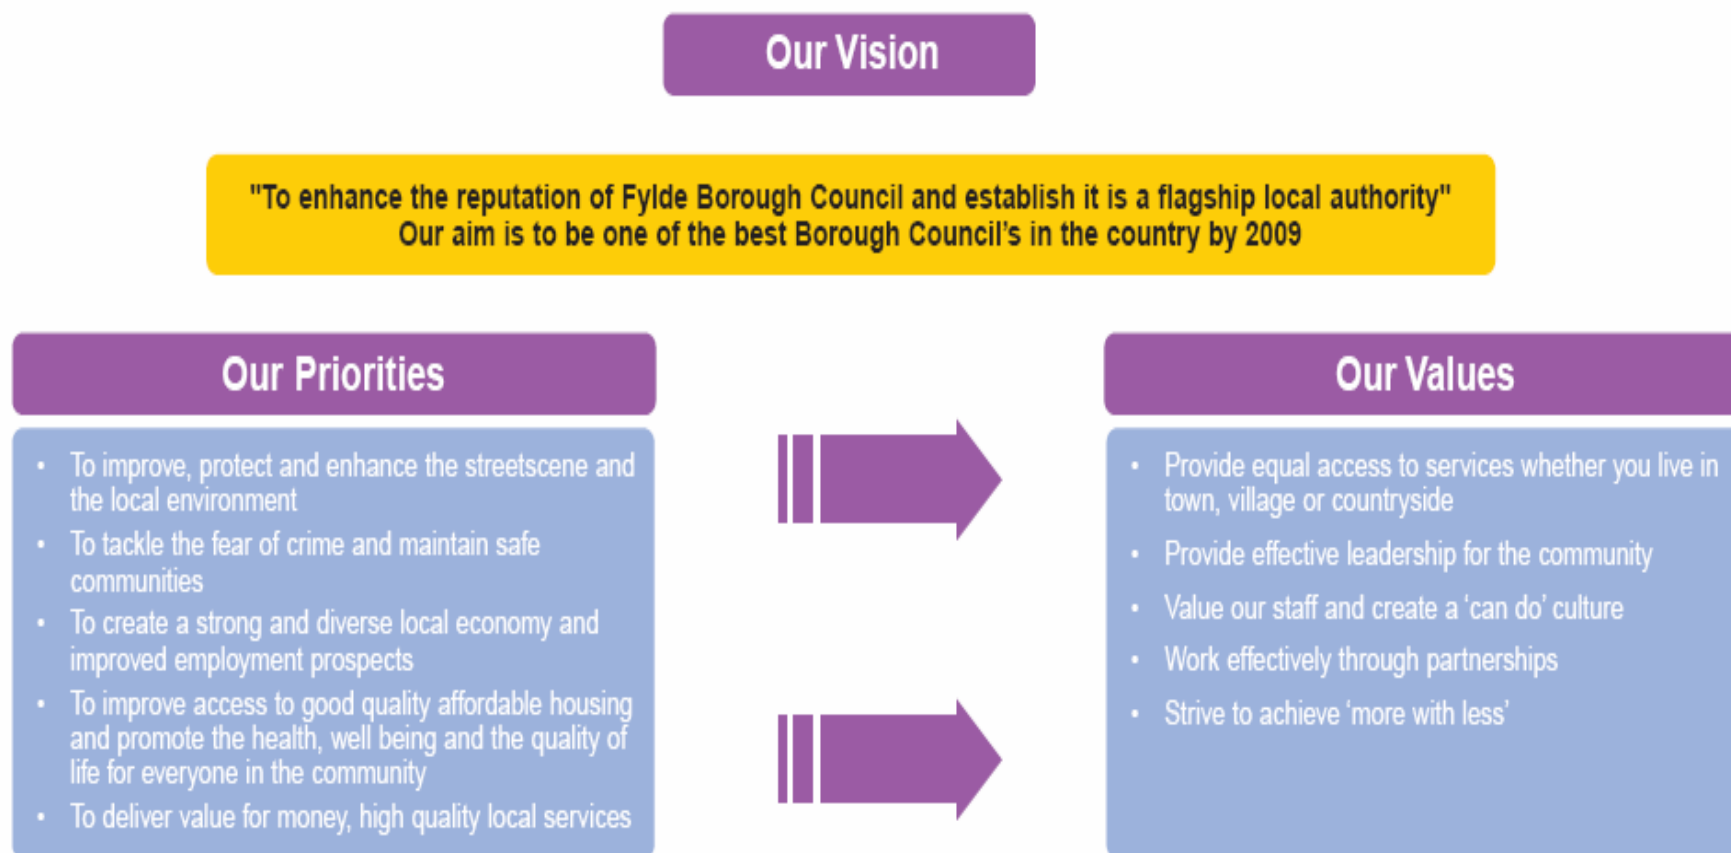 Our Vision
"To enhance the reputation of Fylde Borough Council and establish it is a flagship local authority"
Our aim is to be one of the best Borough Council's in the country by 2009
Our Priorities
• To improve, protect and enhance the streetscene and
the local environment
• To tackle the fear of crime and maintain safe
communities
• To create a strong and diverse local economy and
improved employment prospects
• To improve access to good quality affordable housing
and promote the health, well being and the quality of
life for everyone in the community
• To deliver value for money, high quality local services
Our Values
• Provide equal access to services whether you live in
town, village or countryside
• Provide effective leadership for the community
• Value our staff and create a ‘can do’ culture
• Work effectively through partnerships
• Strive to achieve ‘more with less’